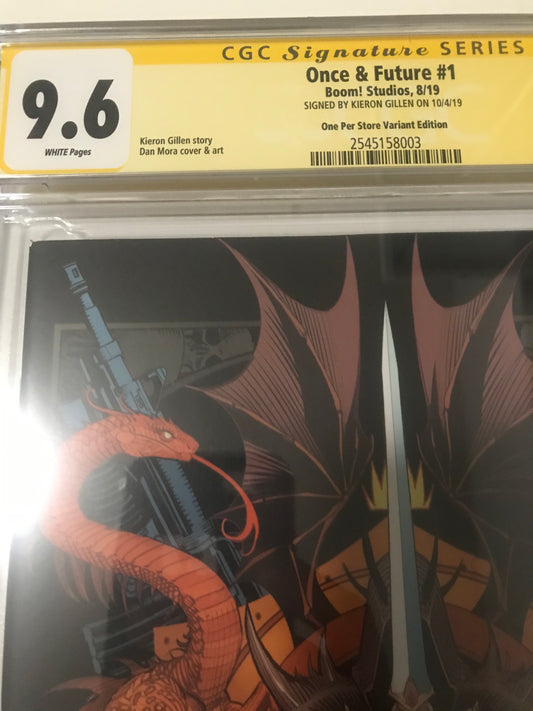 CGC Signature SERIES
9.6
WHITE Pages
Once & Future #1
Boom! Studios, 8/19
SIGNED BY KIERON GILLEN ON 10/4/19
One Per Store Variant Edition
Kieron Gillen story
Dan Mora cover & art
2545158003